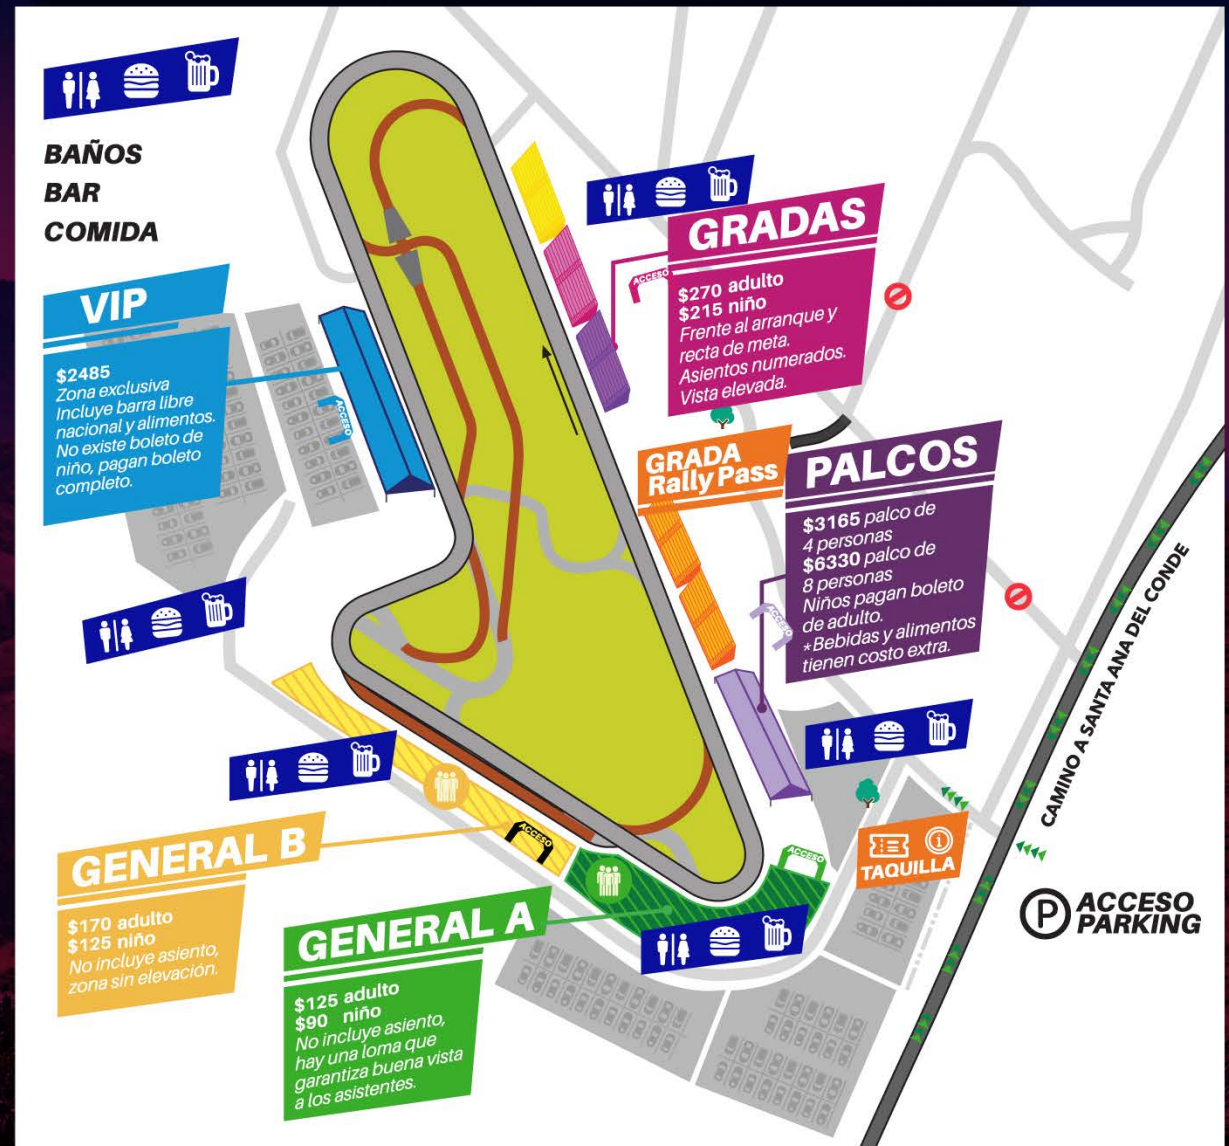 BAÑOS
BAR
COMIDA
VIP
$2485
Zona exclusiva
Incluye barra libre
nacional y alimentos.
No existe boleto de
niño, pagan boleto
completo.
ACCESO
GRADAS
$270 adulto
$215 niño
Frente al arranque y
recta de meta.
Asientos numerados.
Vista elevada.
ACCESO
GRADA
Rally Pass
PALCOS
$3165 palco de
4 personas
$6330 palco de
8 personas
Niños pagan boleto
de adulto.
*Bebidas y alimentos
tienen costo extra.
ACCESO
CAMINO A SANTA ANA DEL CONDE
GENERAL B
$170 adulto
$125 niño
No incluye asiento,
zona sin elevación.
ACCESO
GENERAL A
$125 adulto
$90 niño
No incluye asiento,
hay una loma que
garantiza buena vista
a los asistentes.
ACCESO
TAQUILLA
P ACCESO
PARKING